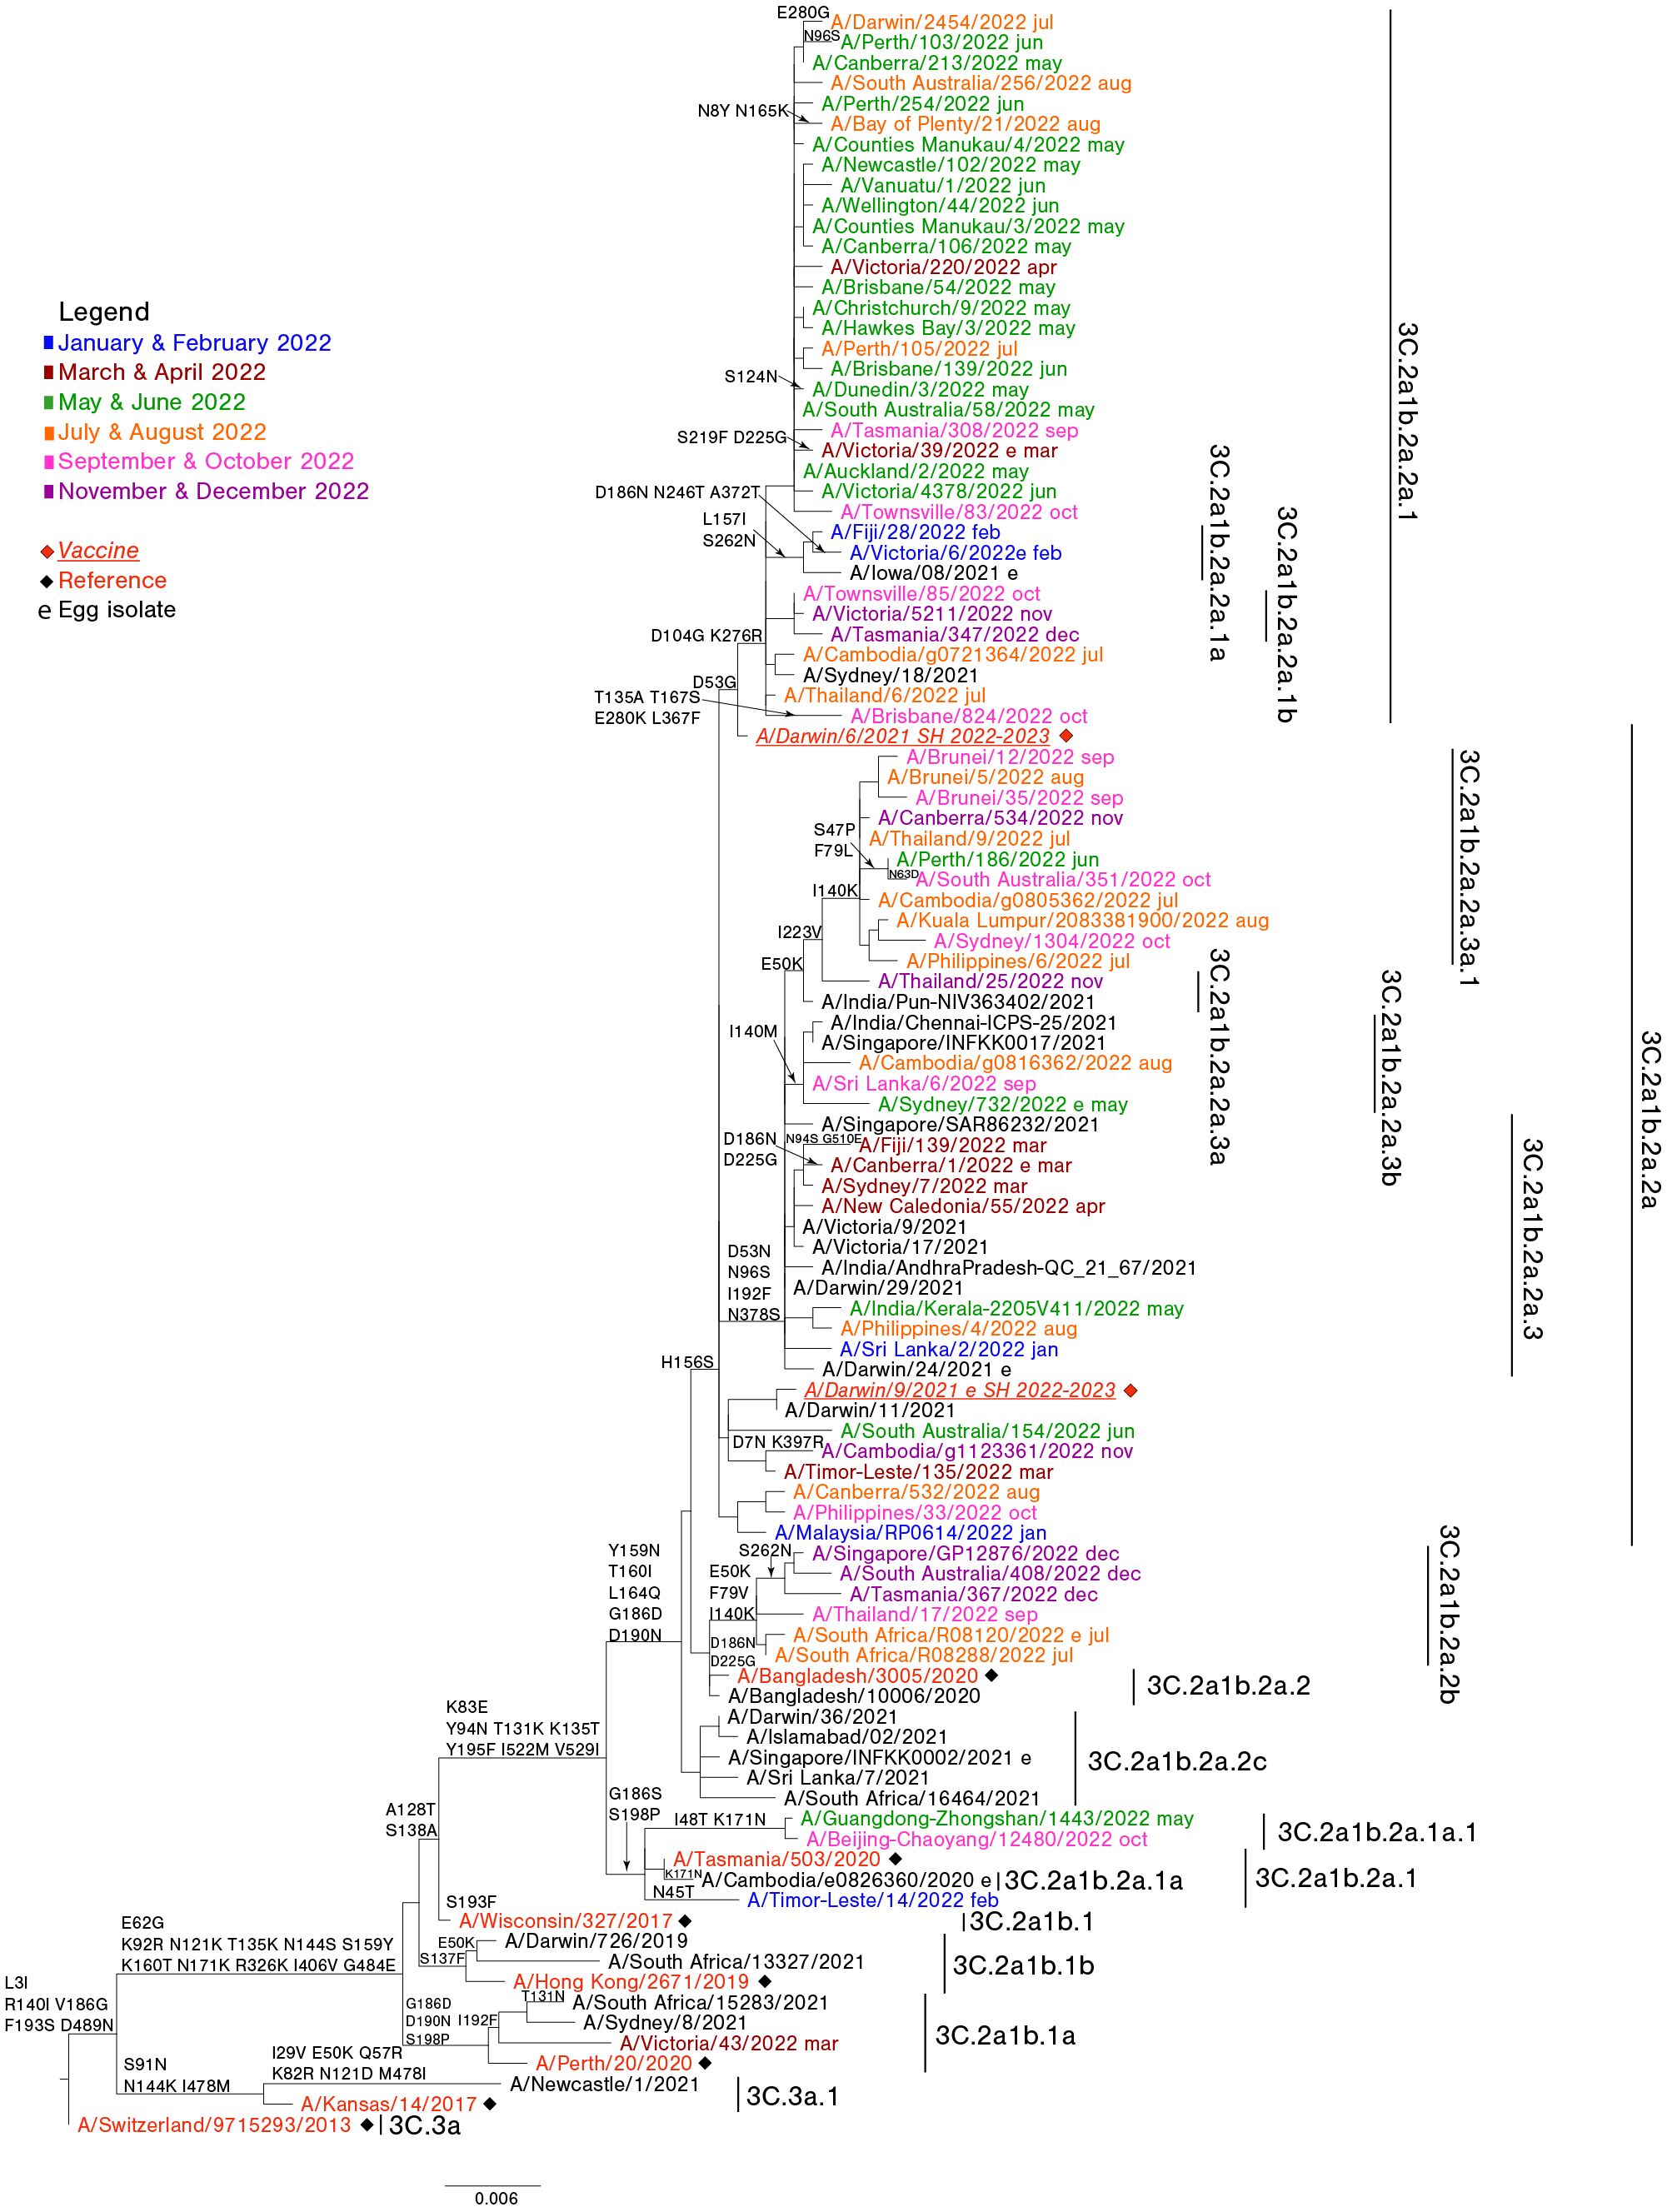 E280G
A/Darwin/2454/2022 jul
N96S
A/Perth/103/2022 jun
A/Canberra/213/2022 may
A/South Australia/256/2022 aug
A/Perth/254/2022 jun
N8Y N165K
A/Bay of Plenty/21/2022 aug
A/Counties Manukau/4/2022 may
A/Newcastle/102/2022 may
A/Vanuatu/1/2022 jun
A/Wellington/44/2022 jun
A/Counties Manukau/3/2022 may
A/Canberra/106/2022 may
A/Victoria/220/2022 apr
A/Brisbane/54/2022 may
A/Christchurch/9/2022 may
A/Hawkes Bay/3/2022 may
A/Perth/105/2022 jul
A/Brisbane/139/2022 jun
S124N
A/Dunedin/3/2022 may
A/South Australia/58/2022 may
A/Tasmania/308/2022 sep
S219F D225G
A/Victoria/39/2022 e mar
A/Auckland/2/2022 may
A/Victoria/4378/2022 jun
A/Townsville/83/2022 oct
D186N N246T A372T
L157I
S262N
A/Fiji/28/2022 feb
A/Victoria/6/2022e feb
A/Iowa/08/2021 e
A/Townsville/85/2022 oct
A/Victoria/5211/2022 nov
A/Tasmania/347/2022 dec
D104G K276R
A/Cambodia/g0721364/2022 jul
A/Sydney/18/2021
D53G
A/Thailand/6/2022 jul
T135A T167S
E280K L367F
A/Brisbane/824/2022 oct
A/Darwin/6/2021 SH 2022-2023
Legend
January & February 2022
March & April 2022
May & June 2022
July & August 2022
September & October 2022
November & December 2022
Vaccine
Reference
e Egg isolate
3C.2a1b.2a.2a.1
3C.2a1b.2a.2a.1a
3C.2a1b.2a.2a.1b
A/Brunei/12/2022 sep
A/Brunei/5/2022 aug
A/Brunei/35/2022 sep
A/Canberra/534/2022 nov
S47P
F79L
A/Thailand/9/2022 jul
A/Perth/186/2022 jun
N63D
A/South Australia/351/2022 oct
I140K
A/Cambodia/g0805362/2022 jul
A/Kuala Lumpur/2083381900/2022 aug
A/Sydney/1304/2022 oct
A/Philippines/6/2022 jul
I223V
A/Thailand/25/2022 nov
E50K
A/India/Pun-NIV363402/2021
A/India/Chennai-ICPS-25/2021
I140M
A/Singapore/INFKK0017/2021
A/Cambodia/g0816362/2022 aug
A/Sri Lanka/6/2022 sep
A/Sydney/732/2022 e may
A/Singapore/SAR86232/2021
D186N
D225G
N94S G510E
A/Fiji/139/2022 mar
A/Canberra/1/2022 e mar
A/Sydney/7/2022 mar
A/New Caledonia/55/2022 apr
A/Victoria/9/2021
A/Victoria/17/2021
D53N
N96S
I192F
N378S
A/India/AndhraPradesh-QC_21_67/2021
A/Darwin/29/2021
A/India/Kerala-2205V411/2022 may
A/Philippines/4/2022 aug
A/Sri Lanka/2/2022 jan
A/Darwin/24/2021 e
H156S
A/Darwin/9/2021 e SH 2022-2023
A/Darwin/11/2021
A/South Australia/154/2022 jun
D7N K397R
A/Cambodia/g1123361/2022 nov
A/Timor-Leste/135/2022 mar
A/Canberra/532/2022 aug
A/Philippines/33/2022 oct
A/Malaysia/RP0614/2022 jan
3C.2a1b.2a.2a.3a.1
3C.2a1b.2a.2a.3a
3C.2a1b.2a.2a.3b
3C.2a1b.2a.2a.3
3C.2a1b.2a.2a
Y159N
T160I
L164Q
G186D
D190N
S262N
E50K
F79V
I140K
A/Singapore/GP12876/2022 dec
A/South Australia/408/2022 dec
A/Tasmania/367/2022 dec
A/Thailand/17/2022 sep
D186N
D225G
A/South Africa/R08120/2022 e jul
A/South Africa/R08288/2022 jul
3C.2a1b.2a.2b
A/Bangladesh/3005/2020
A/Bangladesh/10006/2020
3C.2a1b.2a.2
A/Darwin/36/2021
A/Islamabad/02/2021
A/Singapore/INFKK0002/2021 e
A/Sri Lanka/7/2021
A/South Africa/16464/2021
3C.2a1b.2a.2c
K83E
Y94N T131K K135T
Y195F I522M V529I
G186S
S198P
I48T K171N
A/Guangdong-Zhongshan/1443/2022 may
A/Beijing-Chaoyang/12480/2022 oct
3C.2a1b.2a.1a.1
A/Tasmania/503/2020
K171N
A/Cambodia/e0826360/2020 e
3C.2a1b.2a.1a
3C.2a1b.2a.1
N45T
A/Timor-Leste/14/2022 feb
A128T
S138A
S193F
A/Wisconsin/327/2017
3C.2a1b.1
E62G
K92R N121K T135K N144S S159Y
K160T N171K R326K I406V G484E
E50K
S137F
A/Darwin/726/2019
A/South Africa/13327/2021
A/Hong Kong/2671/2019
3C.2a1b.1b
L3I
R140I V186G
F193S D489N
G186D
D190N
S198P
I192F
T131N
A/South Africa/15283/2021
A/Sydney/8/2021
A/Victoria/43/2022 mar
A/Perth/20/2020
3C.2a1b.1a
S91N
N144K I478M
I29V E50K Q57R
K82R N121D M478I
A/Newcastle/1/2021
A/Kansas/14/2017
3C.3a.1
A/Switzerland/9715293/2013
3C.3a
0.006